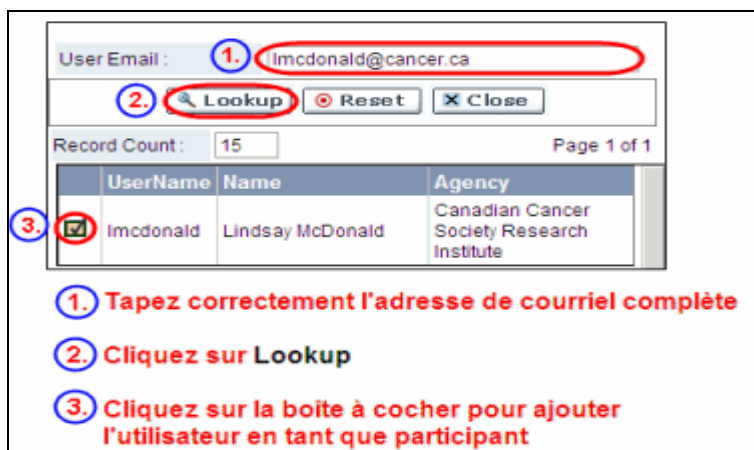 User Email : 1. lmcdonald@cancer.ca
2. Lookup Reset Close
Record Count : 15 Page 1 of 1
UserName Name Agency
3. lmcdonald Lindsay McDonald Canadian Cancer
Society Research
Institute
1. Tapez correctement l'adresse de courriel complète
2. Cliquez sur Lookup
3. Cliquez sur la boîte à cocher pour ajouter
l'utilisateur en tant que participant